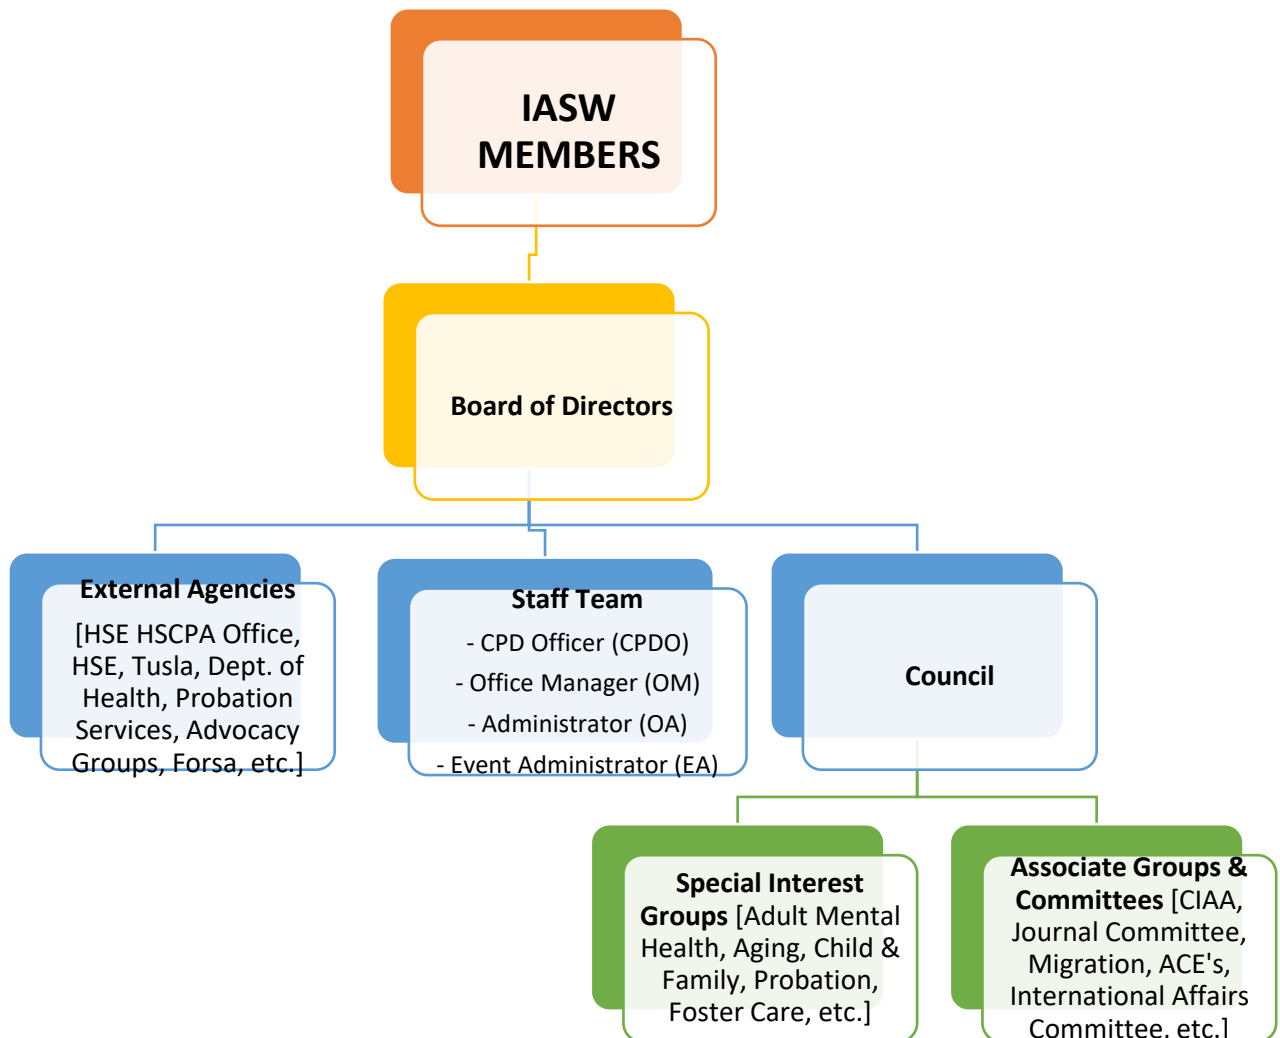 IASW
MEMBERS
Board of Directors
External Agencies
[HSE HSCPA Office,
HSE, Tusla, Dept. of
Health, Probation
Services, Advocacy
Groups, Forsa, etc.]
Staff Team
- CPD Officer (CPDO)
- Office Manager (OM)
- Administrator (OA)
- Event Administrator (EA)
Council
Special Interest
Groups [Adult Mental
Health, Aging, Child &
Family, Probation,
Foster Care, etc.]
Associate Groups &
Committees [CIAA,
Journal Committee,
Migration, ACE's,
International Affairs
Committee, etc.]